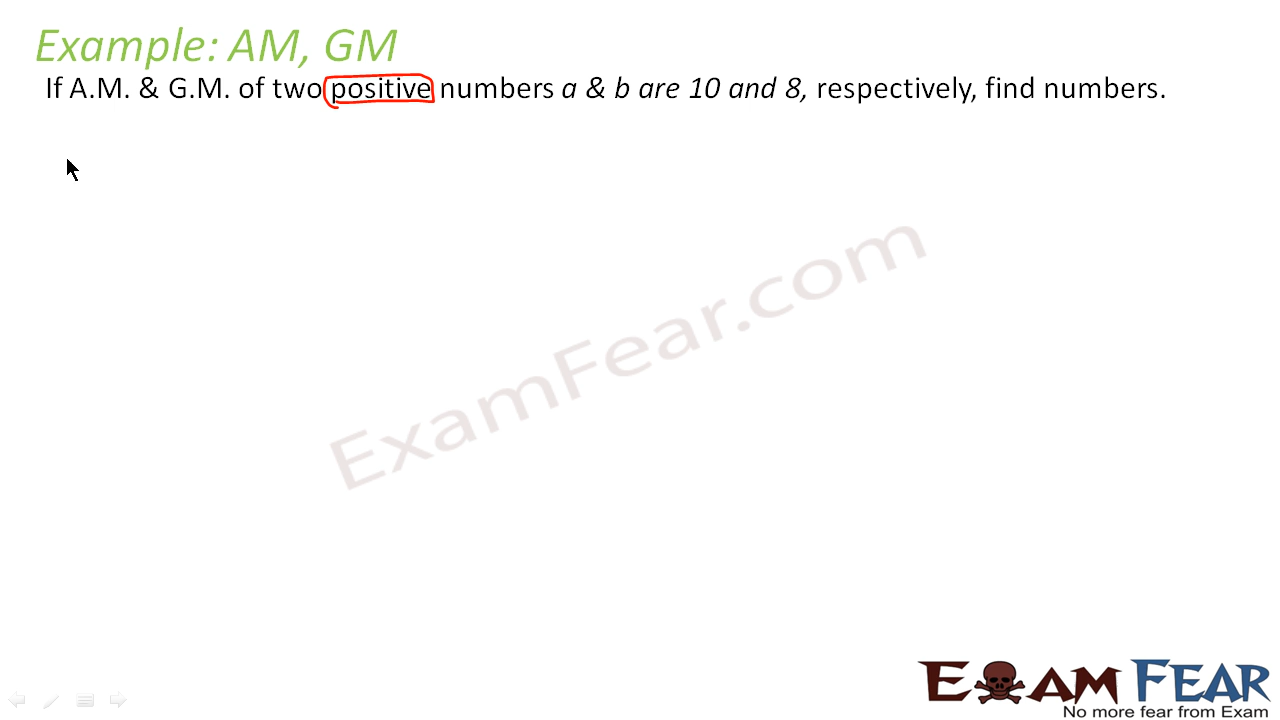 Example: AM, GM
If A.M. & G.M. of two positive numbers a & b are 10 and 8, respectively, find numbers.
ExamFear.com
EXAM FEAR
No more fear from Exam